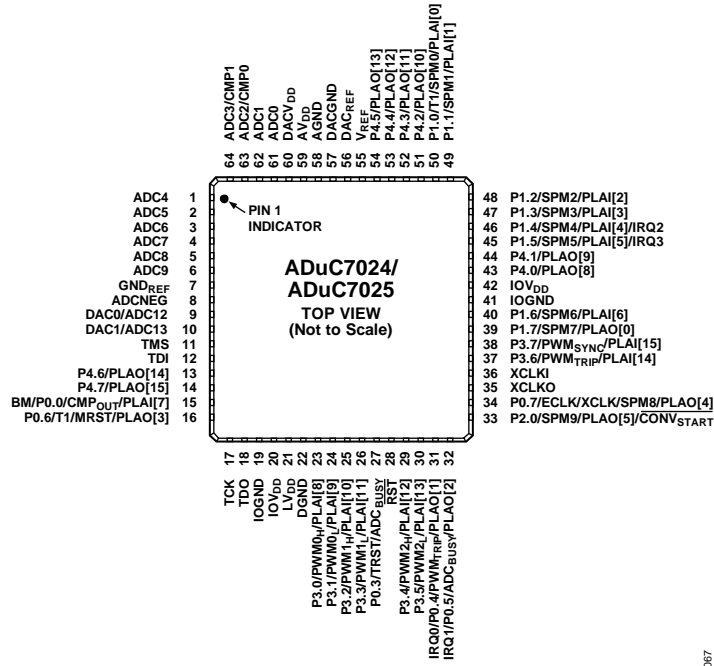 64 ADC3/CMP1
63 ADC2/CMP0
62 ADC1
61 ADC0
60 DACVDD
59 AVDD
58 AGND
57 DACGND
56 DACREF
55 VREF
54 P4.5/PLAO[13]
53 P4.4/PLAO[12]
52 P4.3/PLAO[11]
51 P4.2/PLAO[10]
50 P1.0/T1/SPM0/PLAI[0]
49 P1.1/SPM1/PLAI[1]
ADC4 1
ADC5 2
ADC6 3
ADC7 4
ADC8 5
ADC9 6
GNDREF 7
ADCNEG 8
DAC0/ADC12 9
DAC1/ADC13 10
TMS 11
TDI 12
P4.6/PLAO[14] 13
P4.7/PLAO[15] 14
BM/P0.0/CMPOUT/PLAI[7] 15
P0.6/T1/MRST/PLAO[3] 16
PIN 1
INDICATOR
ADuC7024/
ADuC7025
TOP VIEW
(Not to Scale)
48 P1.2/SPM2/PLAI[2]
47 P1.3/SPM3/PLAI[3]
46 P1.4/SPM4/PLAI[4]/IRQ2
45 P1.5/SPM5/PLAI[5]/IRQ3
44 P4.1/PLAO[9]
43 P4.0/PLAO[8]
42 IOVDD
41 IOGND
40 P1.6/SPM6/PLAI[6]
39 P1.7/SPM7/PLAO[0]
38 P3.7/PWMSYNC/PLAI[15]
37 P3.6/PWMTRIP/PLAI[14]
36 XCLKI
35 XCLKO
34 P0.7/ECLK/XCLK/SPM8/PLAO[4]
33 P2.0/SPM9/PLAO[5]/CONVSTART
TCK 17
TDO 18
IOGND 19
IOVDD 20
LVDD 21
DGND 22
P3.0/PWM0H/PLAI[8] 23
P3.1/PWM0L/PLAI[9] 24
P3.2/PWM1H/PLAI[10] 25
P3.3/PWM1L/PLAI[11] 26
P0.3/TRST/ADCBUSY 27
RST 28
P3.4/PWM2H/PLAI[12] 29
P3.5/PWM2L/PLAI[13] 30
IRQ0/P0.4/PWMTRIP/PLAO[1] 31
IRQ1/P0.5/ADCBUSY/PLAO[2] 32